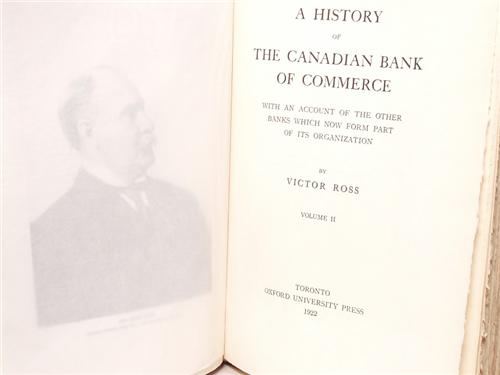 A HISTORY
OF
THE CANADIAN BANK
OF COMMERCE
WITH AN ACCOUNT OF THE OTHER
BANKS WHICH NOW FORM PART
OF ITS ORGANIZATION
BY
VICTOR ROSS
VOLUME II
TORONTO
OXFORD UNIVERSITY PRESS
1922